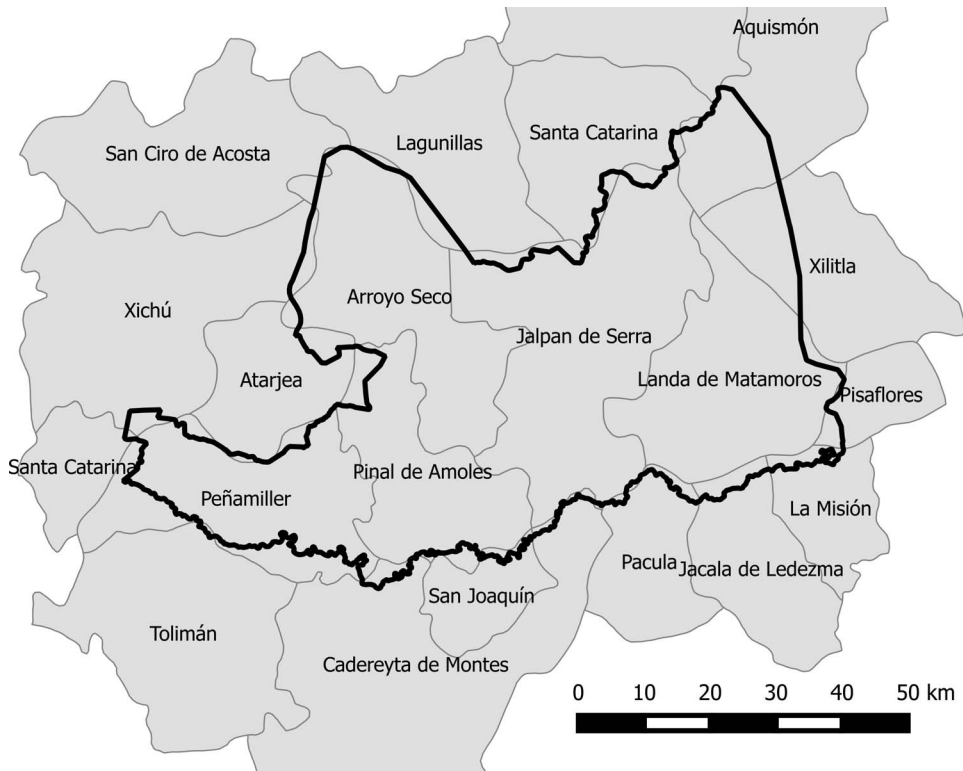 Aquismón
Santa Catarina
Lagunillas
San Ciro de Acosta
Xilitla
Arroyo Seco
Xichú
Jalpan de Serra
Atarjea
Landa de Matamoros
Pisaflores
Santa Catarina
Pinal de Amoles
Peñamiller
La Misión
Pacula
Jacala de Ledezma
San Joaquín
Tolimán
Cadereyta de Montes
0 10 20 30 40 50 km